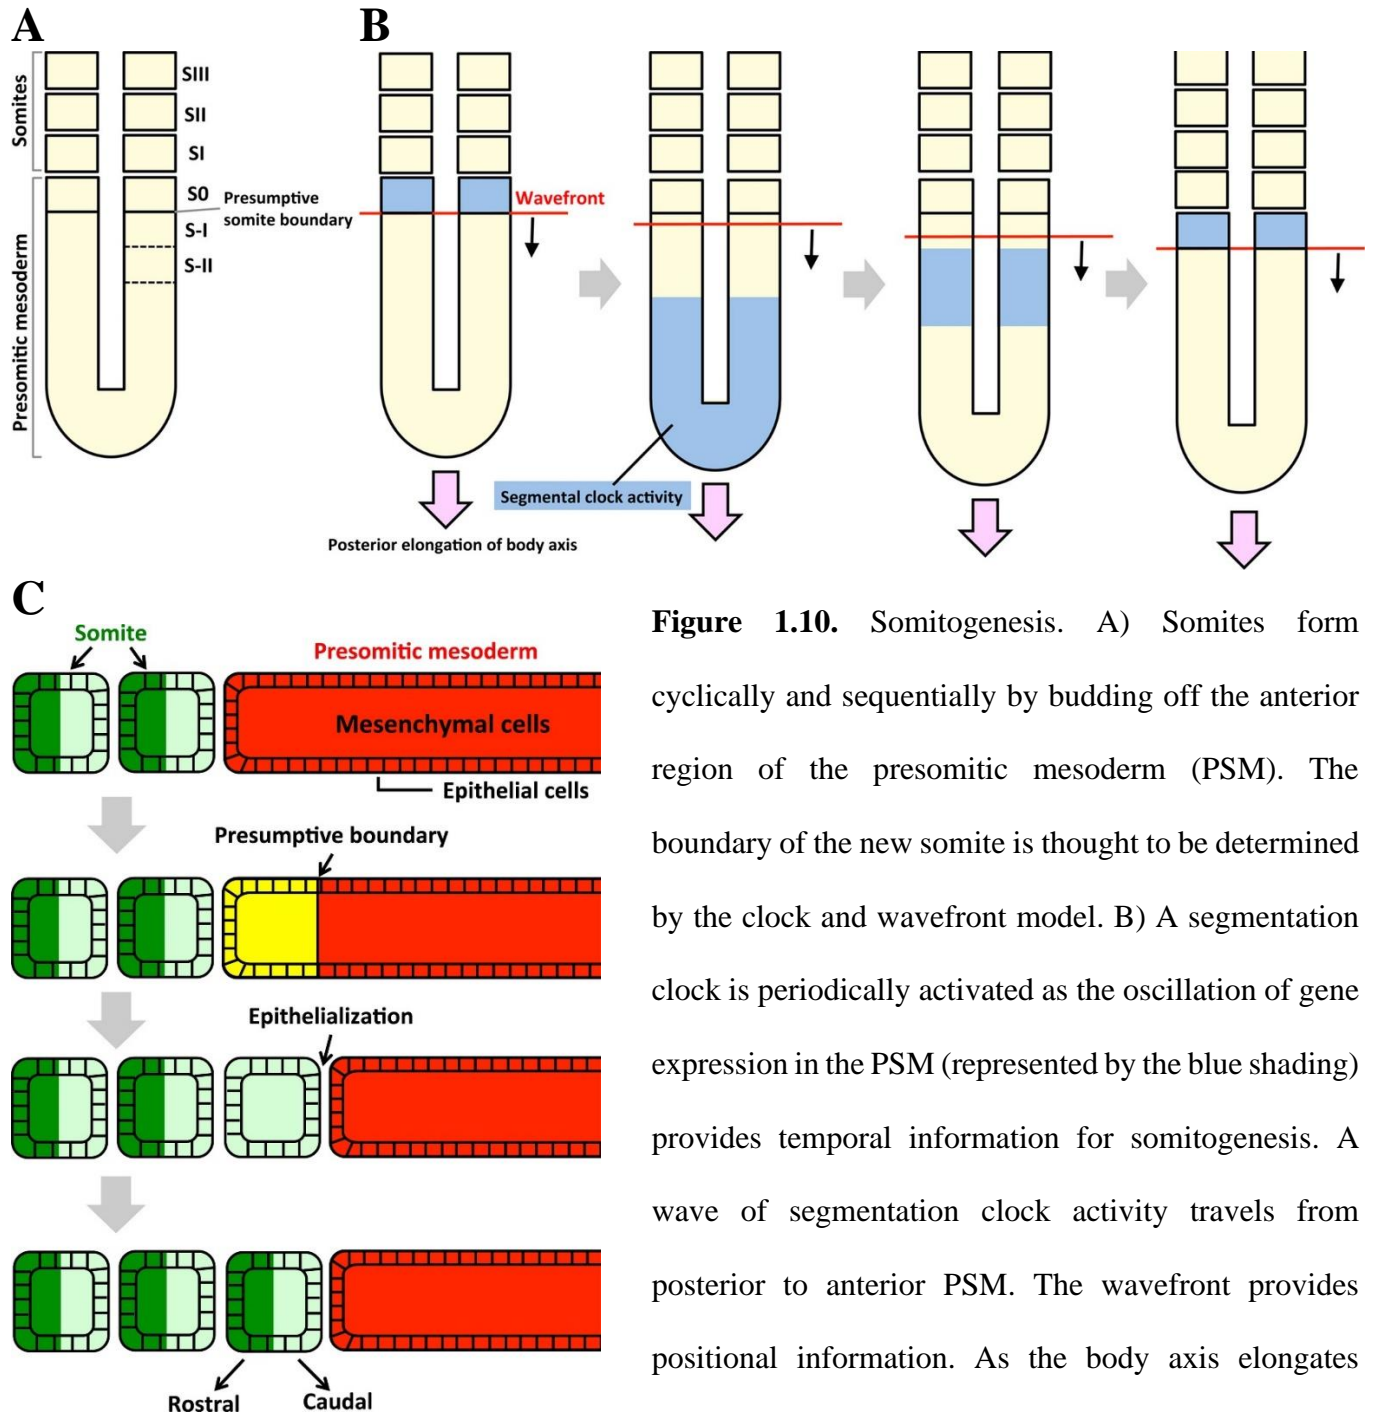 A
Somites
SIII
SII
SI
S0
Presumptive
somite boundary
S-I
S-II
Presomitic mesoderm
B
Wavefront
Segmental clock activity
Posterior elongation of body axis
C
Somite
Presomitic mesoderm
Mesenchymal cells
Epithelial cells
Presumptive boundary
Epithelialization
Rostral
Caudal
Figure 1.10. Somitogenesis. A) Somites form
cyclically and sequentially by budding off the anterior
region of the presomitic mesoderm (PSM). The
boundary of the new somite is thought to be determined
by the clock and wavefront model. B) A segmentation
clock is periodically activated as the oscillation of gene
expression in the PSM (represented by the blue shading)
provides temporal information for somitogenesis. A
wave of segmentation clock activity travels from
posterior to anterior PSM. The wavefront provides
positional information. As the body axis elongates